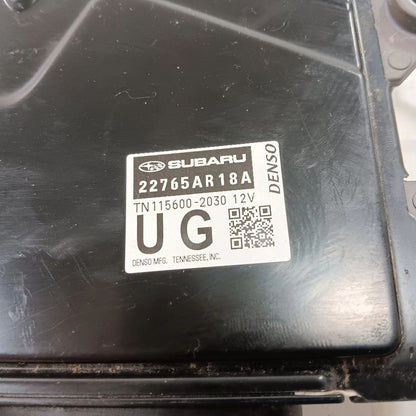 SUBARU
22765AR18A
TN115600-2030 12V
UG
DENSO MFG. TENNESSEE, INC.
DENSO